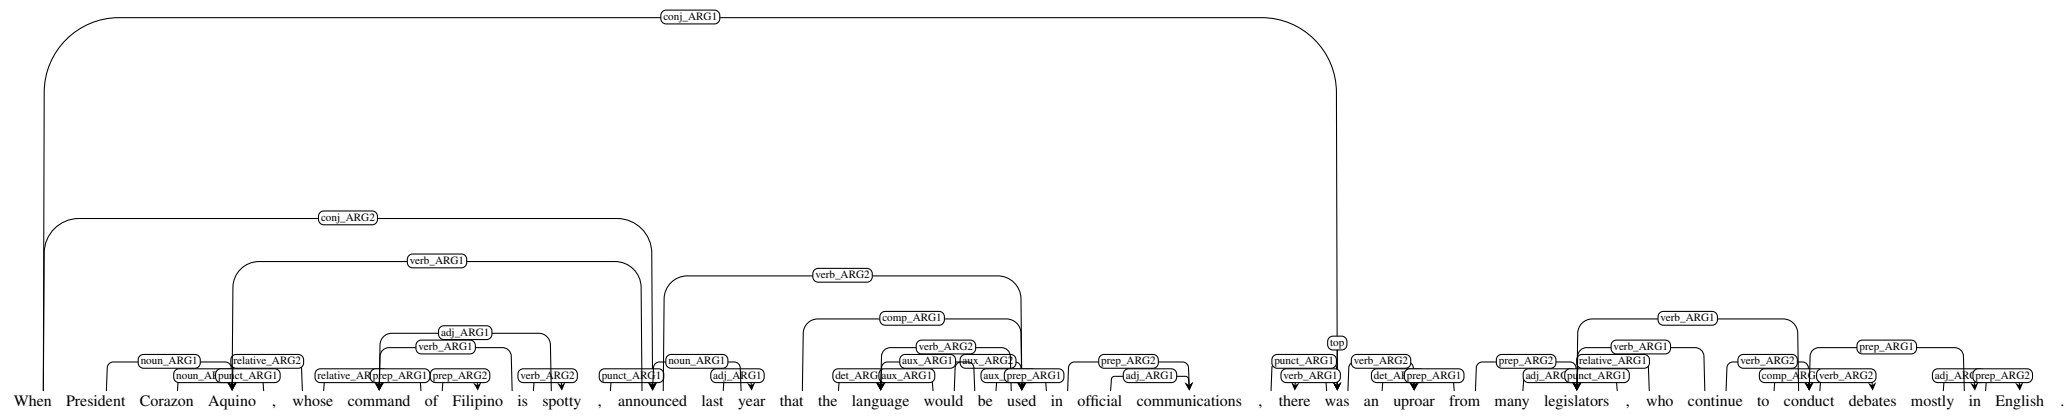 conj_ARG1
conj_ARG2
verb_ARG1
verb_ARG2
comp_ARG1
verb_ARG1
adj_ARG1
top
verb_ARG1
verb_ARG2
verb_ARG1
prep_ARG1
noun_ARG1 relative_ARG2 noun_ARG1 aux_ARG1 aux_ARG2 prep_ARG2 punct_ARG1 verb_ARG2 prep_ARG2 relative_ARG1 verb_ARG2
punct_ARG1 prep_ARG1 prep_ARG2 verb_ARG2 punct_ARG1 adj_ARG1 aux_ARG1 prep_ARG1 adj_ARG1 verb_ARG1 prep_ARG1 punct_ARG1 verb_ARG2 prep_ARG2
When President Corazon Aquino , whose command of Filipino is spotty , announced last year that the language would be used in official communications , there was an uproar from many legislators , who continue to conduct debates mostly in English .